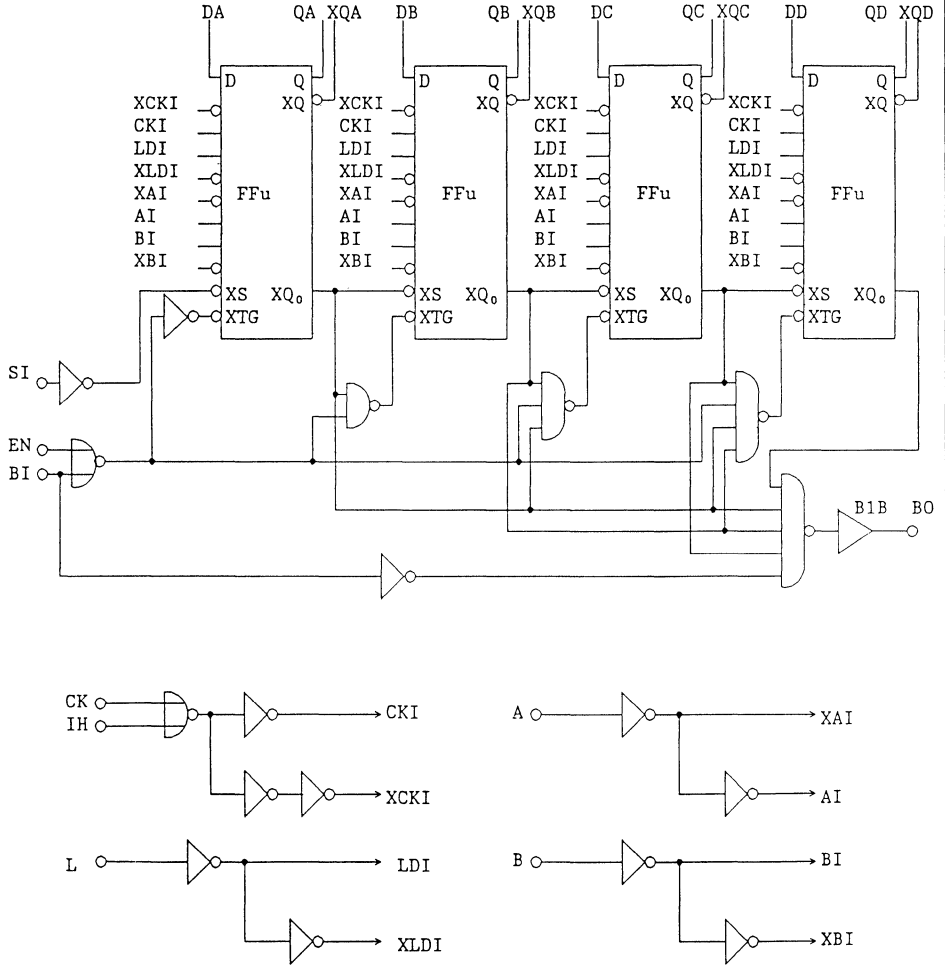 DA QA XQA DB QB XQB DC QC XQC DD QD XQD
D Q D Q D Q D Q
XQ XQ XQ XQ
XCKI XCKI XCKI XCKI
CKI CKI CKI CKI
LDI LDI LDI LDI
XLDI XLDI XLDI XLDI
XAI FFu XAI FFu XAI FFu XAI FFu
AI AI AI AI
BI BI BI BI
XBI XBI XBI XBI
XS XQ₀ XS XQ₀ XS XQ₀ XS XQ₀
XTG XTG XTG XTG
SI
EN
BI
B1B BO
CK
IH
CKI
A
XAI
XCKI
AI
L
LDI
B
BI
XLDI
XBI